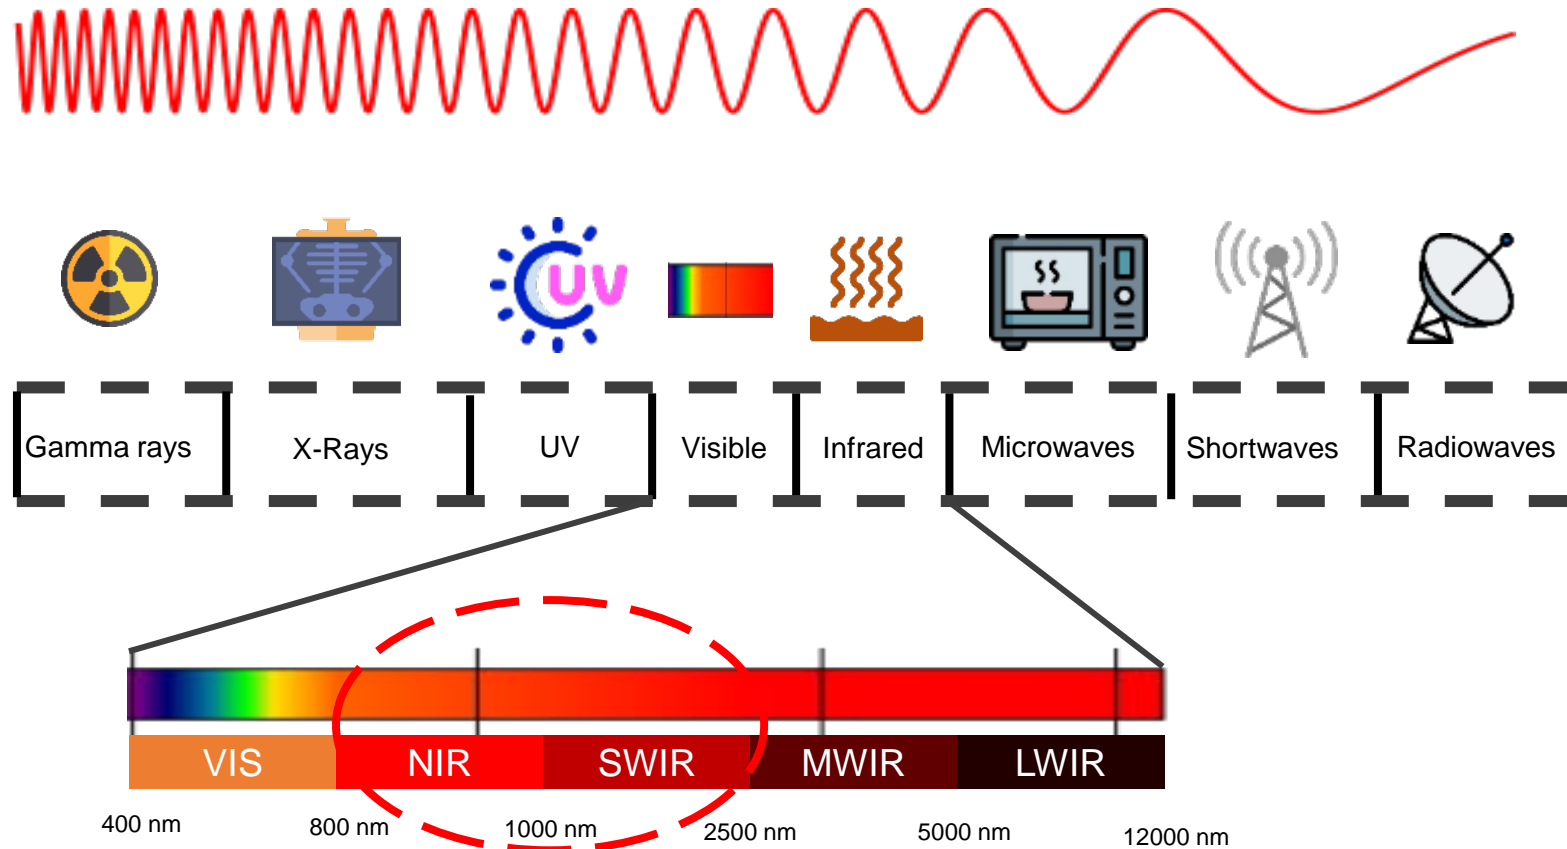 UV
Gamma rays
X-Rays
UV
Visible
Infrared
Microwaves
Shortwaves
Radiowaves
VIS
NIR
SWIR
MWIR
LWIR
400 nm
800 nm
1000 nm
2500 nm
5000 nm
12000 nm